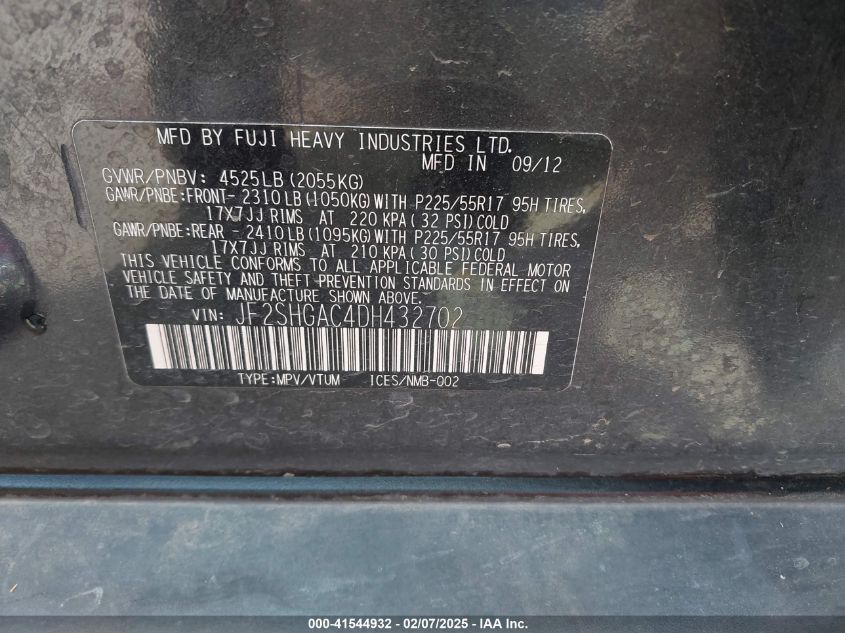 MFD BY FUJI HEAVY INDUSTRIES LTD.
MFD IN 09/12
GVWR/PNBV: 4525LB (2055KG)
GAWR/PNBE:FRONT- 2310 LB (1050KG) WITH P225/55R17 95H TIRES,
17X7JJ RIMS AT 220 KPA ( 32 PSI) COLD
GAWR/PNBE:REAR - 2410 LB (1095KG) WITH P225/55R17 95H TIRES,
17X7JJ RIMS AT 210 KPA ( 30 PSI) COLD
THIS VEHICLE CONFORMS TO ALL APPLICABLE FEDERAL MOTOR
VEHICLE SAFETY AND THEFT PREVENTION STANDARDS IN EFFECT ON
THE DATE OF MANUFACTURE SHOWN ABOVE.
VIN: JF2SHGAC4DH432702
TYPE:MPV/VTUM ICES/NMB-002
000-41544932 - 02/07/2025 - IAA Inc.